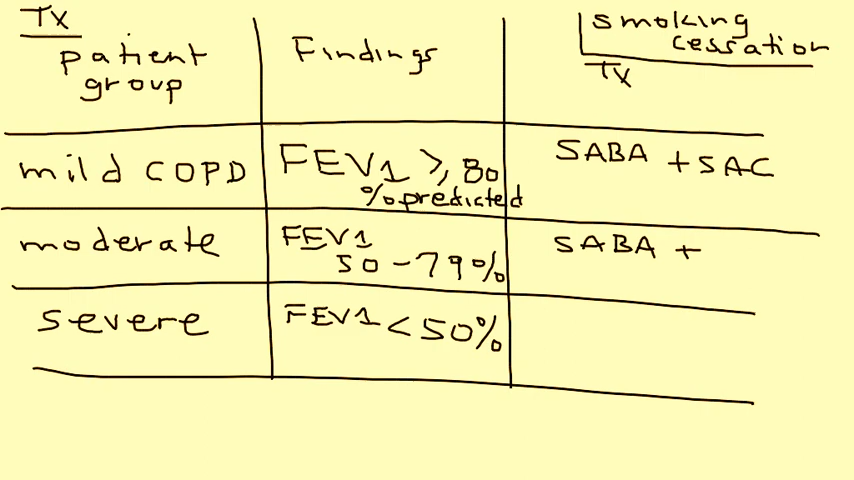 TX
patient
group
Findings
smoking
cessation
TX
mild COPD
FEV1 ⩾ 80
% predicted
SABA + SAC
moderate
FEV1
50 - 79%
SABA +
severe
FEV1 < 50%